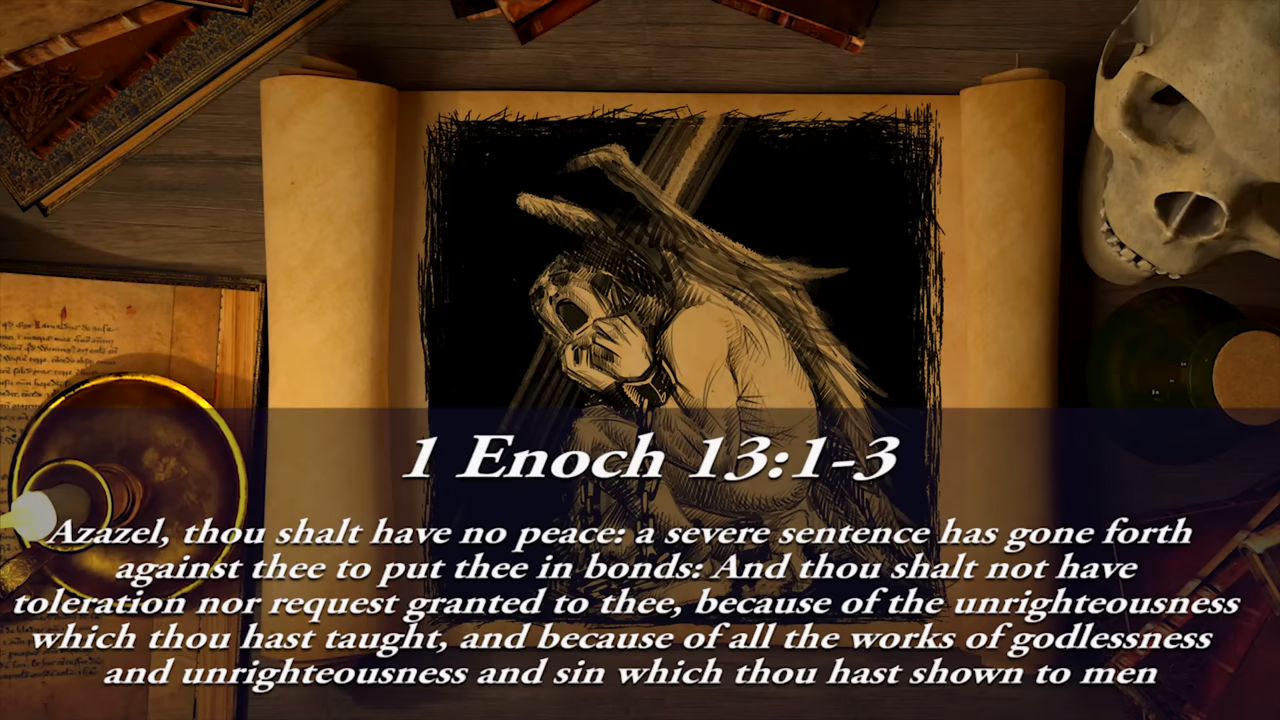 1 Enoch 13:1-3
Azazel, thou shalt have no peace: a severe sentence has gone forth
against thee to put thee in bonds: And thou shalt not have
toleration nor request granted to thee, because of the unrighteousness
which thou hast taught, and because of all the works of godlessness
and unrighteousness and sin which thou hast shown to men